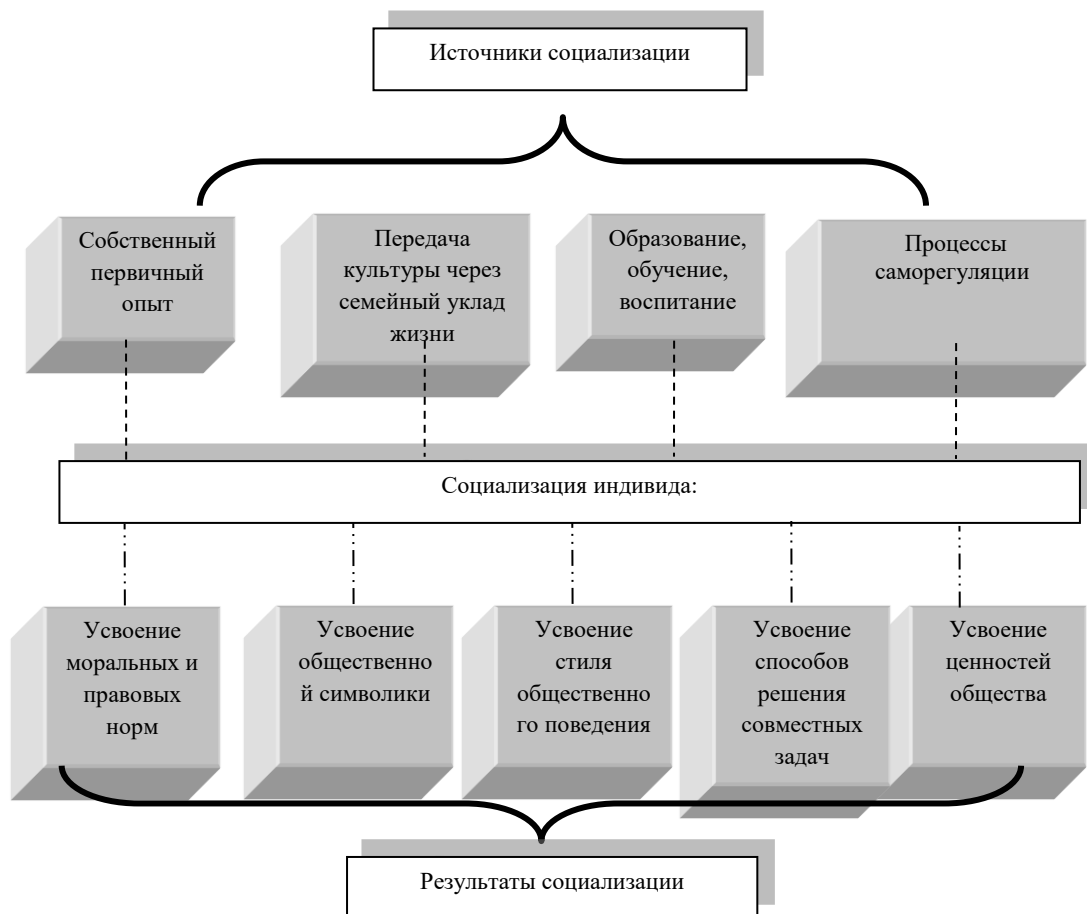 Источники социализации
Собственный
первичный
опыт
Передача
культуры через
семейный уклад
жизни
Образование,
обучение,
воспитание
Процессы
саморегуляции
Социализация индивида:
Усвоение
моральных и
правовых
норм
Усвоение
общественно
й символики
Усвоение
стиля
общественно
го поведения
Усвоение
способов
решения
совместных
задач
Усвоение
ценностей
общества
Результаты социализации